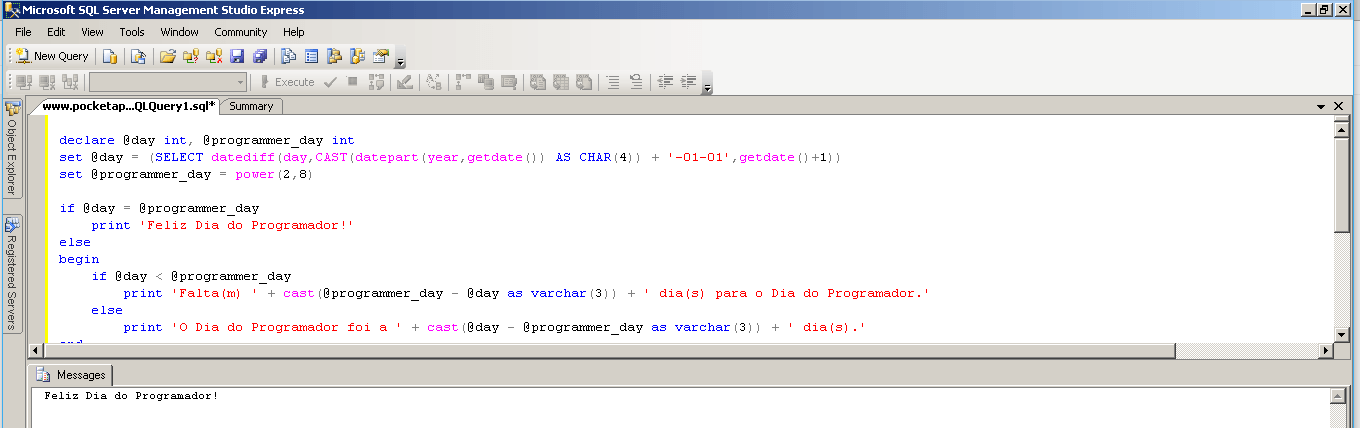 Microsoft SQL Server Management Studio Express
File Edit View Tools Window Community Help
New Query
Execute
www.pocketap...QLQuery1.sql* Summary
Object Explorer
Registered Servers
declare @day int, @programmer_day int
set @day = (SELECT datediff(day,CAST(datepart(year,getdate()) AS CHAR(4)) + '-01-01',getdate()+1))
set @programmer_day = power(2,8)
if @day = @programmer_day
print 'Feliz Dia do Programador!'
else
begin
if @day < @programmer_day
print 'Falta(m) ' + cast(@programmer_day - @day as varchar(3)) + ' dia(s) para o Dia do Programador.'
else
print 'O Dia do Programador foi a ' + cast(@day - @programmer_day as varchar(3)) + ' dia(s).'
Messages
Feliz Dia do Programador!